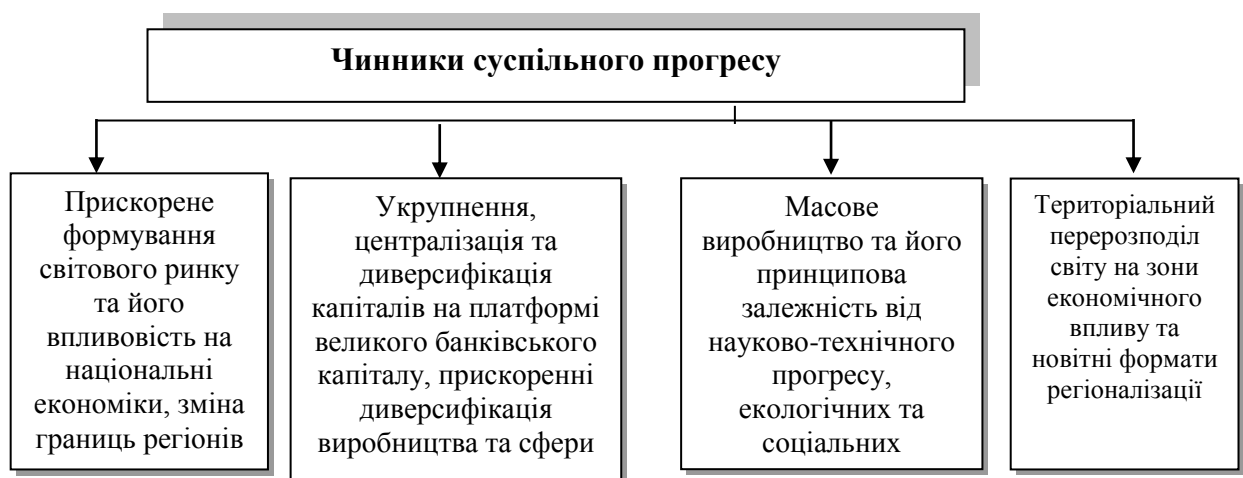 Чинники суспільного прогресу
Прискорене
формування
світового ринку
та його
впливовість на
національні
економіки, зміна
границь регіонів
Укрупнення,
централізація та
диверсифікація
капіталів на платформі
великого банківського
капіталу, прискоренні
диверсифікація
виробництва та сфери
Масове
виробництво та його
принципова
залежність від
науково-технічного
прогресу,
екологічних та
соціальних
Територіальний
перерозподіл
світу на зони
економічного
впливу та
новітні формати
регіоналізації